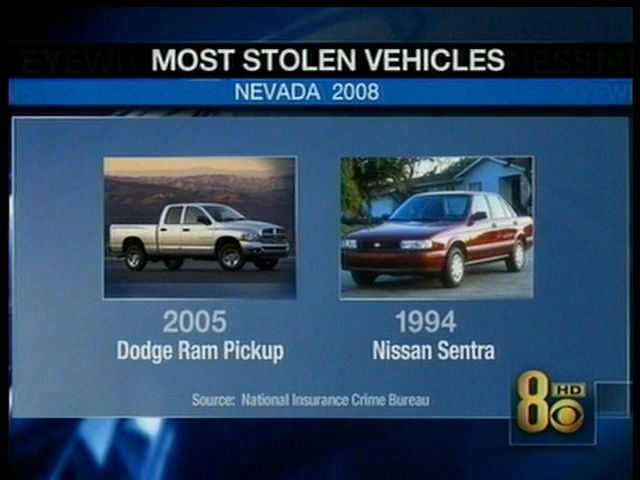 MOST STOLEN VEHICLES
NEVADA 2008
2005
Dodge Ram Pickup
1994
Nissan Sentra
Source: National Insurance Crime Bureau
8 HD